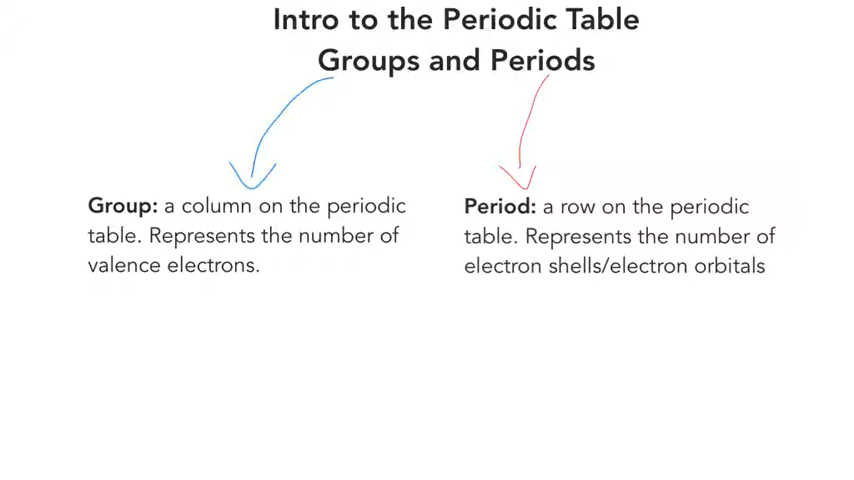 Intro to the Periodic Table
Groups and Periods
Group: a column on the periodic
table. Represents the number of
valence electrons.
Period: a row on the periodic
table. Represents the number of
electron shells/electron orbitals